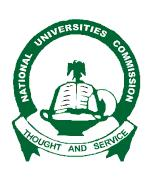 NATIONAL UNIVERSITIES COMMISSION
THOUGHT AND SERVICE